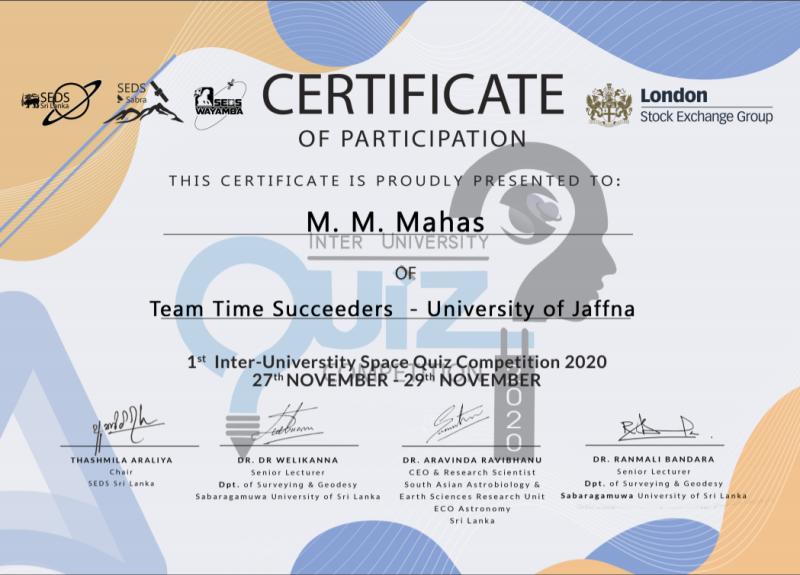 SEDS
Sri Lanka
SEDS
Sabra
SEDS
WAYAMBA
CERTIFICATE
OF PARTICIPATION
London
Stock Exchange Group
THIS CERTIFICATE IS PROUDLY PRESENTED TO:
M. M. Mahas
INTER UNIVERSITY
OF
QUIZ
Team Time Succeeders - University of Jaffna
1st Inter-Universtity Space Quiz Competition 2020
COMPETITION
27th NOVEMBER - 29th NOVEMBER
2020
THASHMILA ARALIYA
Chair
SEDS Sri Lanka
DR. DR WELIKANNA
Senior Lecturer
Dpt. of Surveying & Geodesy
Sabaragamuwa University of Sri Lanka
DR. ARAVINDA RAVIBHANU
CEO & Research Scientist
South Asian Astrobiology &
Earth Sciences Research Unit
ECO Astronomy
Sri Lanka
DR. RANMALI BANDARA
Senior Lecturer
Dpt. of Surveying & Geodesy
Sabaragamuwa University of Sri Lanka